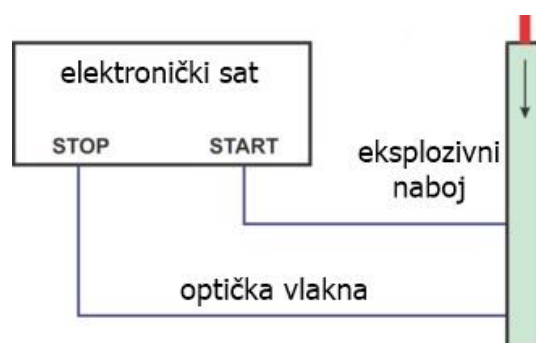 elektronički sat
STOP START
eksplozivni
naboj
optička vlakna